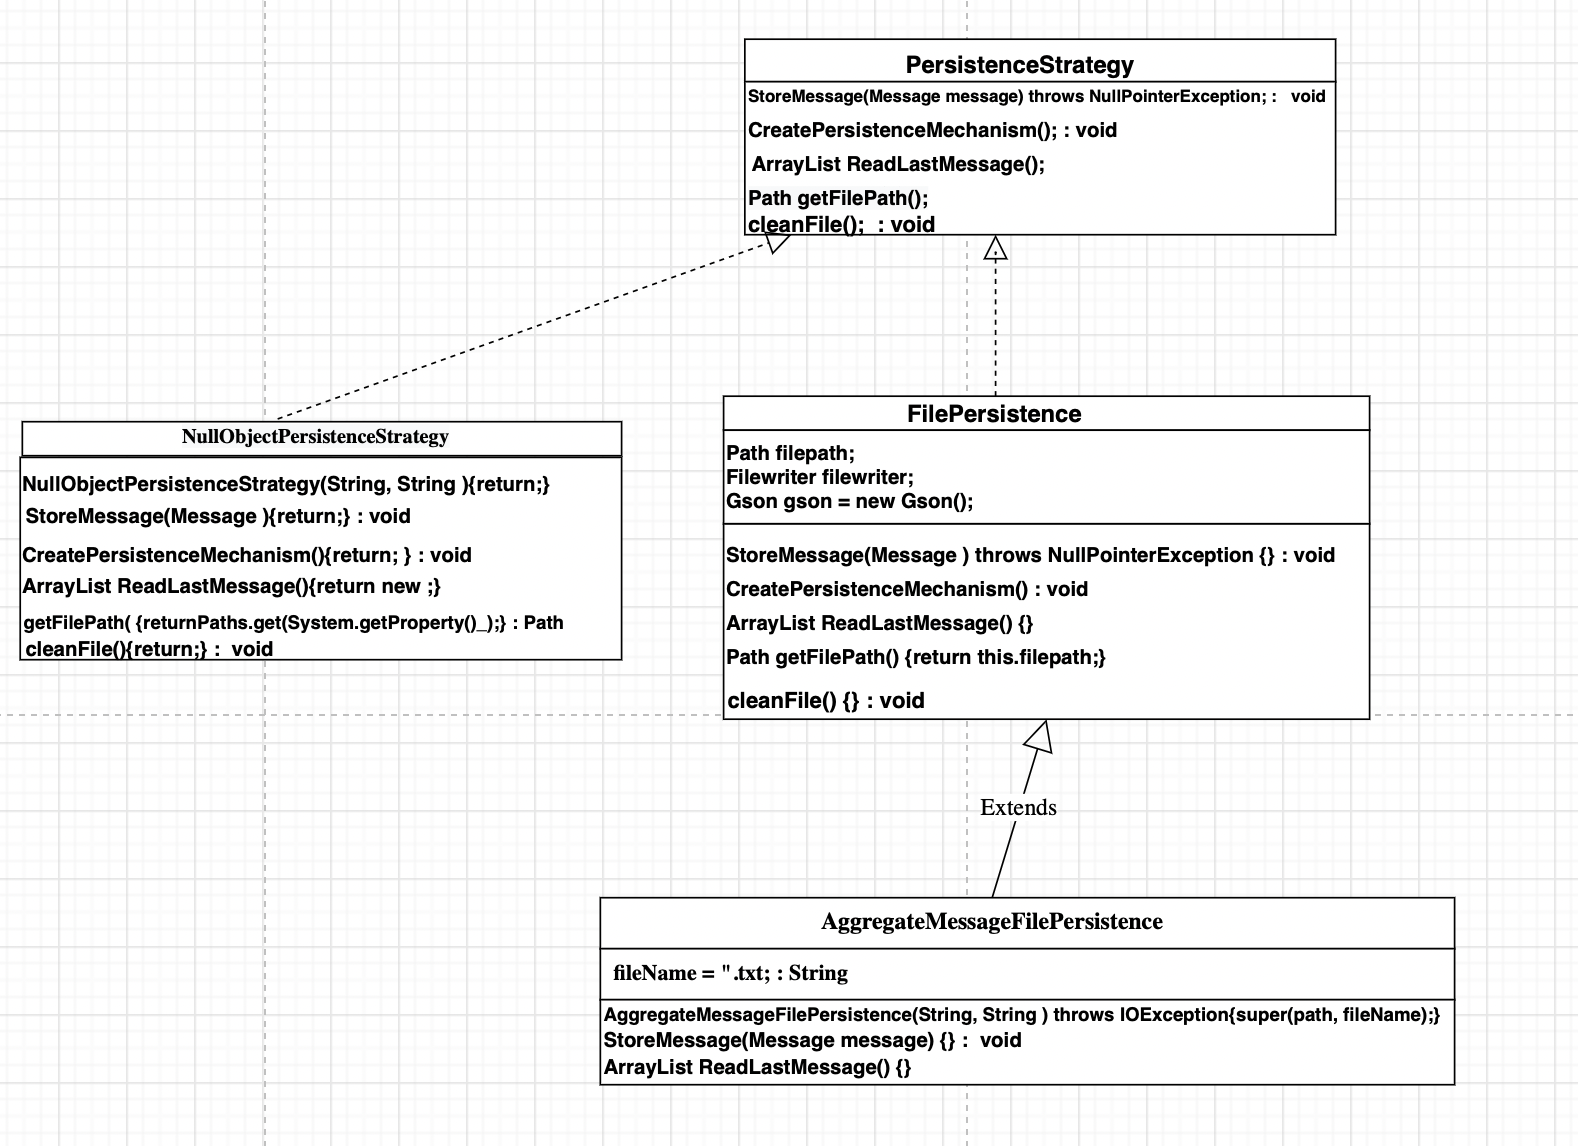 PersistenceStrategy
StoreMessage(Message message) throws NullPointerException; : void
CreatePersistenceMechanism(); : void
ArrayList ReadLastMessage();
Path getFilePath();
cleanFile(); : void
NullObjectPersistenceStrategy
NullObjectPersistenceStrategy(String, String ){return;}
StoreMessage(Message ){return;} : void
CreatePersistenceMechanism(){return; } : void
ArrayList ReadLastMessage(){return new ;}
getFilePath( {returnPaths.get(System.getProperty()_);} : Path
cleanFile(){return;} : void
FilePersistence
Path filepath;
Filewriter filewriter;
Gson gson = new Gson();
StoreMessage(Message ) throws NullPointerException {} : void
CreatePersistenceMechanism() : void
ArrayList ReadLastMessage() {}
Path getFilePath() {return this.filepath;}
cleanFile() {} : void
Extends
AggregateMessageFilePersistence
fileName = ".txt; : String
AggregateMessageFilePersistence(String, String ) throws IOException{super(path, fileName);}
StoreMessage(Message message) {} : void
ArrayList ReadLastMessage() {}